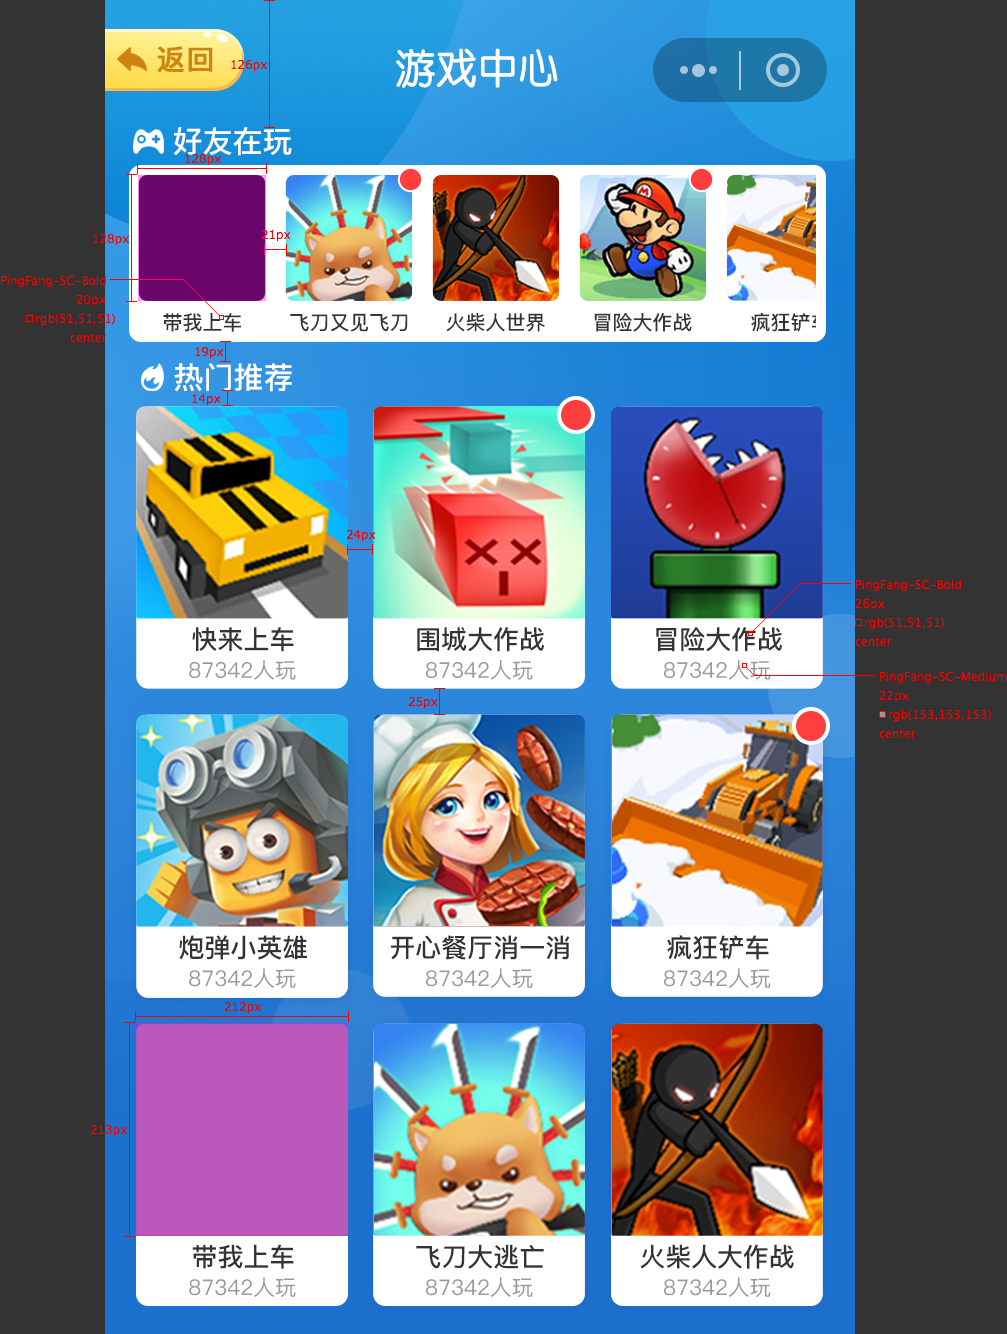 返回
126px
游戏中心
好友在玩
128px
128px
21px
M
PingFang-SC-Bold
20px
rgb(51,51,51)
center
带我上车
飞刀又见飞刀
火柴人世界
冒险大作战
疯狂铲
19px
热门推荐
14px
24px
PingFang-SC-Bold
26px
rgb(51,51,51)
center
快来上车
围城大作战
冒险大作战
87342人玩
87342人玩
87342人玩
PingFang-SC-Medium
22px
rgb(153,153,153)
center
25px
炮弹小英雄
开心餐厅消一消
疯狂铲车
87342人玩
87342人玩
87342人玩
212px
213px
带我上车
飞刀大逃亡
火柴人大作战
87342人玩
87342人玩
87342人玩